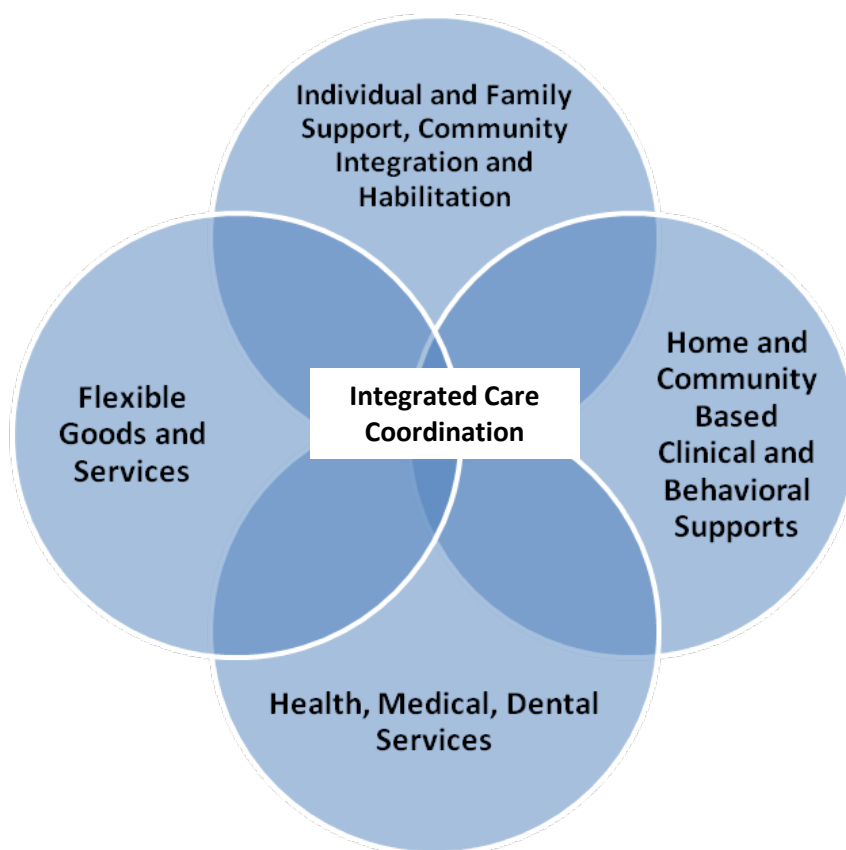 Individual and Family
Support, Community
Integration and
Habilitation
Flexible
Goods and
Services
Integrated Care
Coordination
Home and
Community
Based
Clinical and
Behavioral
Supports
Health, Medical, Dental
Services